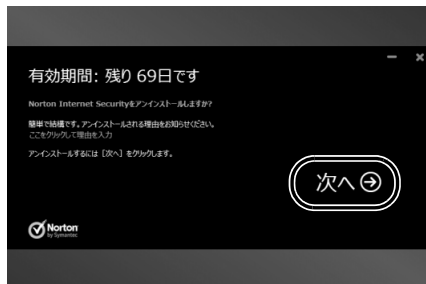 有効期間: 残り 69日です
Norton Internet Securityをアンインストールしますか?
簡単で結構です。アンインストールされる理由をお知らせください。
ここをクリックして理由を入力
アンインストールするには [次へ] をクリックします。
次へ
Norton
by Symantec